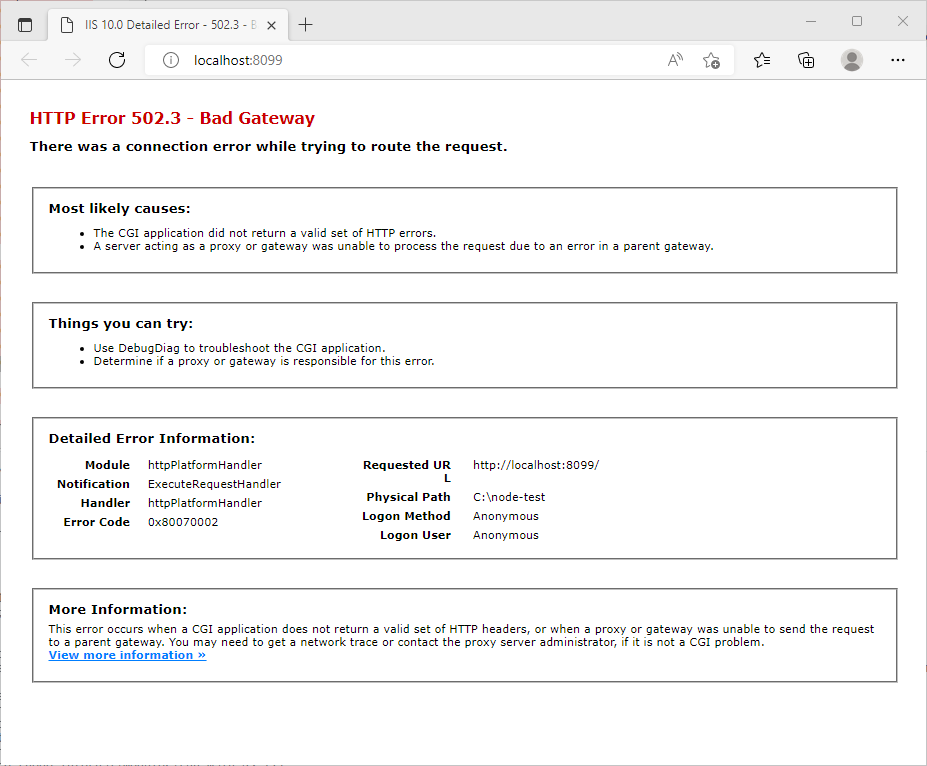 IIS 10.0 Detailed Error - 502.3 - B
localhost:8099
HTTP Error 502.3 - Bad Gateway
There was a connection error while trying to route the request.
Most likely causes:
The CGI application did not return a valid set of HTTP errors.
A server acting as a proxy or gateway was unable to process the request due to an error in a parent gateway.
Things you can try:
Use DebugDiag to troubleshoot the CGI application.
Determine if a proxy or gateway is responsible for this error.
Detailed Error Information:
Module httpPlatformHandler
Notification ExecuteRequestHandler
Handler httpPlatformHandler
Error Code 0x80070002
Requested UR http://localhost:8099/
L
Physical Path C:\node-test
Logon Method Anonymous
Logon User Anonymous
More Information:
This error occurs when a CGI application does not return a valid set of HTTP headers, or when a proxy or gateway was unable to send the request
to a parent gateway. You may need to get a network trace or contact the proxy server administrator, if it is not a CGI problem.
View more information »